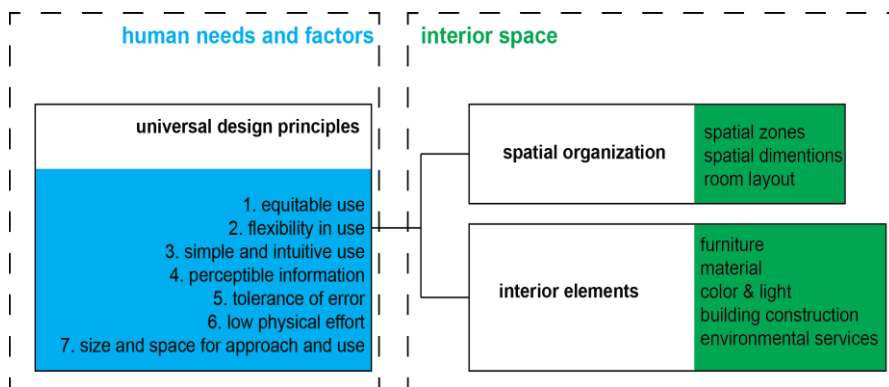 human needs and factors
universal design principles
1. equitable use
2. flexibility in use
3. simple and intuitive use
4. perceptible information
5. tolerance of error
6. low physical effort
7. size and space for approach and use
interior space
spatial organization
spatial zones
spatial dimentions
room layout
interior elements
furniture
material
color & light
building construction
environmental services